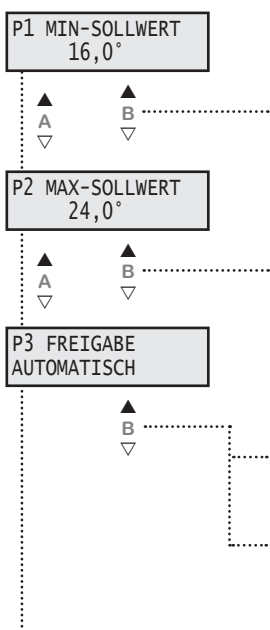 P1 MIN-SOLLWERT
16,0°
A B
P2 MAX-SOLLWERT
24,0°
A B
P3 FREIGABE
AUTOMATISCH
B